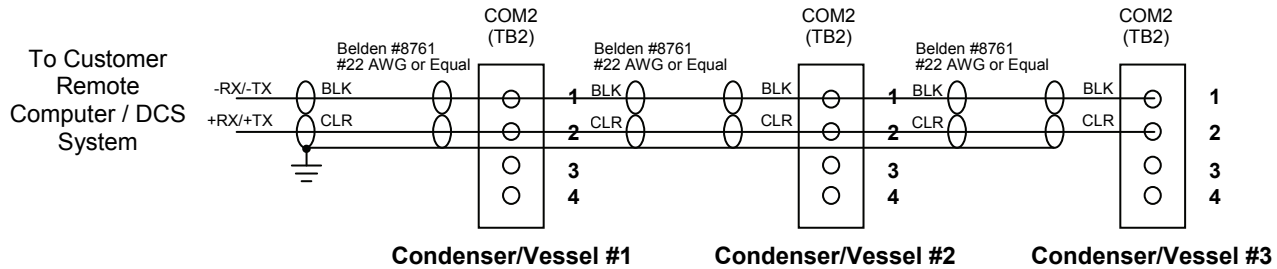 To Customer
Remote
Computer / DCS
System
-RX/-TX
+RX/+TX
Belden #8761
#22 AWG or Equal
BLK
CLR
COM2
(TB2)
1
2
3
4
Condenser/Vessel #1
Belden #8761
#22 AWG or Equal
BLK
BLK
CLR
CLR
COM2
(TB2)
1
2
3
4
Condenser/Vessel #2
Belden #8761
#22 AWG or Equal
BLK
BLK
CLR
CLR
COM2
(TB2)
1
2
3
4
Condenser/Vessel #3